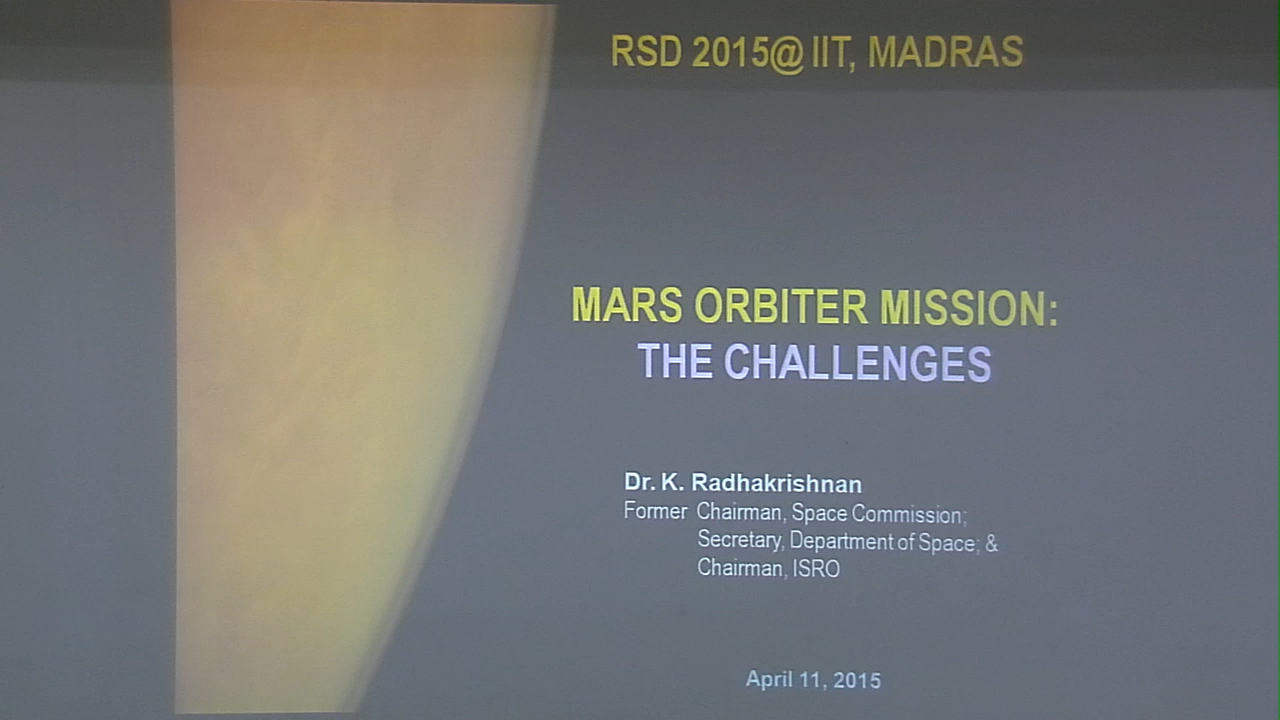 RSD 2015@ IIT, MADRAS
MARS ORBITER MISSION:
THE CHALLENGES
Dr. K. Radhakrishnan
Former Chairman, Space Commission;
Secretary, Department of Space; &
Chairman, ISRO
April 11, 2015